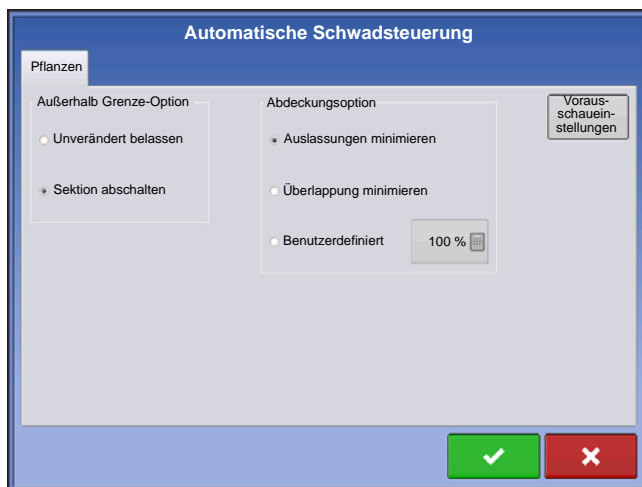 Automatische Schwadsteuerung
Pflanzen
Außerhalb Grenze-Option
Unverändert belassen
Sektion abschalten
Abdeckungsoption
Auslassungen minimieren
Überlappung minimieren
Benutzerdefiniert
100 %
Voraus-
schauein-
stellungen